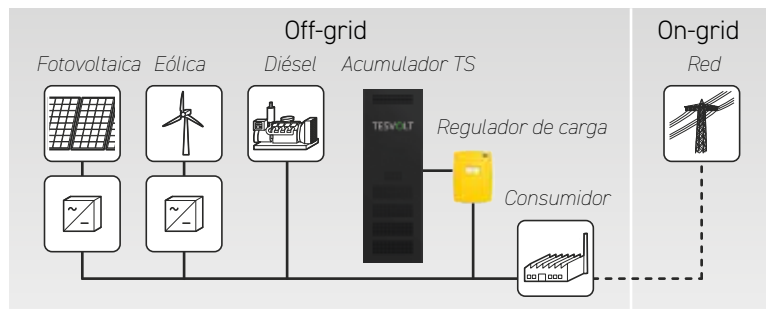 Off-grid
On-grid
Fotovoltaica
Eólica
Diésel
Acumulador TS
Red
TESVOLT
Regulador de carga
Consumidor